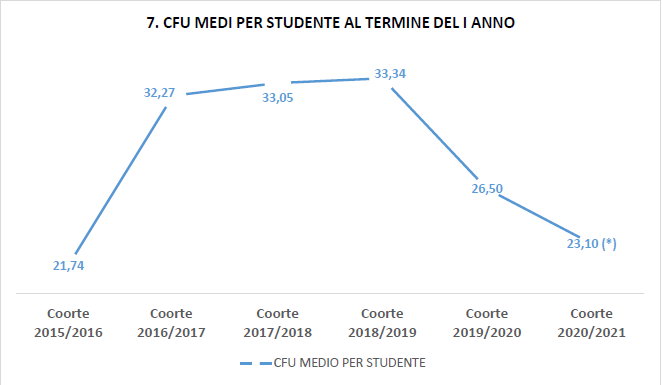 7. CFU MEDI PER STUDENTE AL TERMINE DEL I ANNO
33,34
32,27
33,05
26,50
23,10 (*)
21,74
Coorte 2015/2016
Coorte 2016/2017
Coorte 2017/2018
Coorte 2018/2019
Coorte 2019/2020
Coorte 2020/2021
CFU MEDIO PER STUDENTE